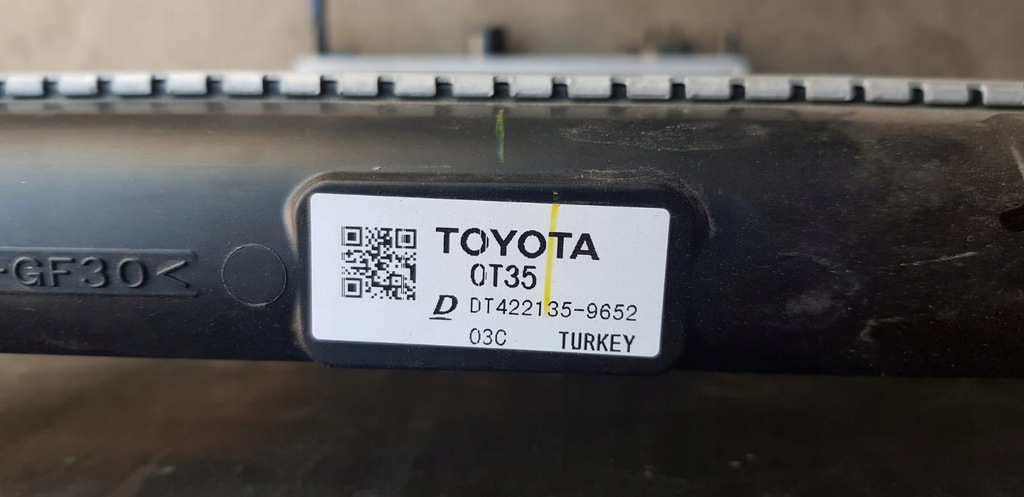 -GF30<
TOYOTA
0T35
D DT422135-9652
03C TURKEY